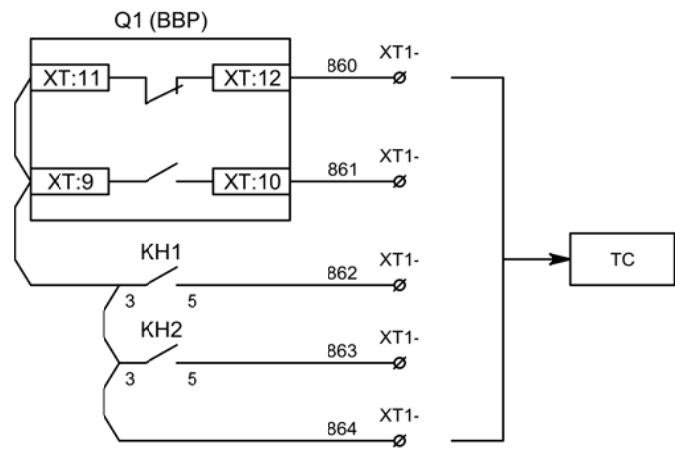 Q1 (ВВР)
XT:11 XT:12 860 XT1-
XT:9 XT:10 861 XT1-
KH1 862 XT1-
3 5
KH2 863 XT1-
3 5
864 XT1-
ТС